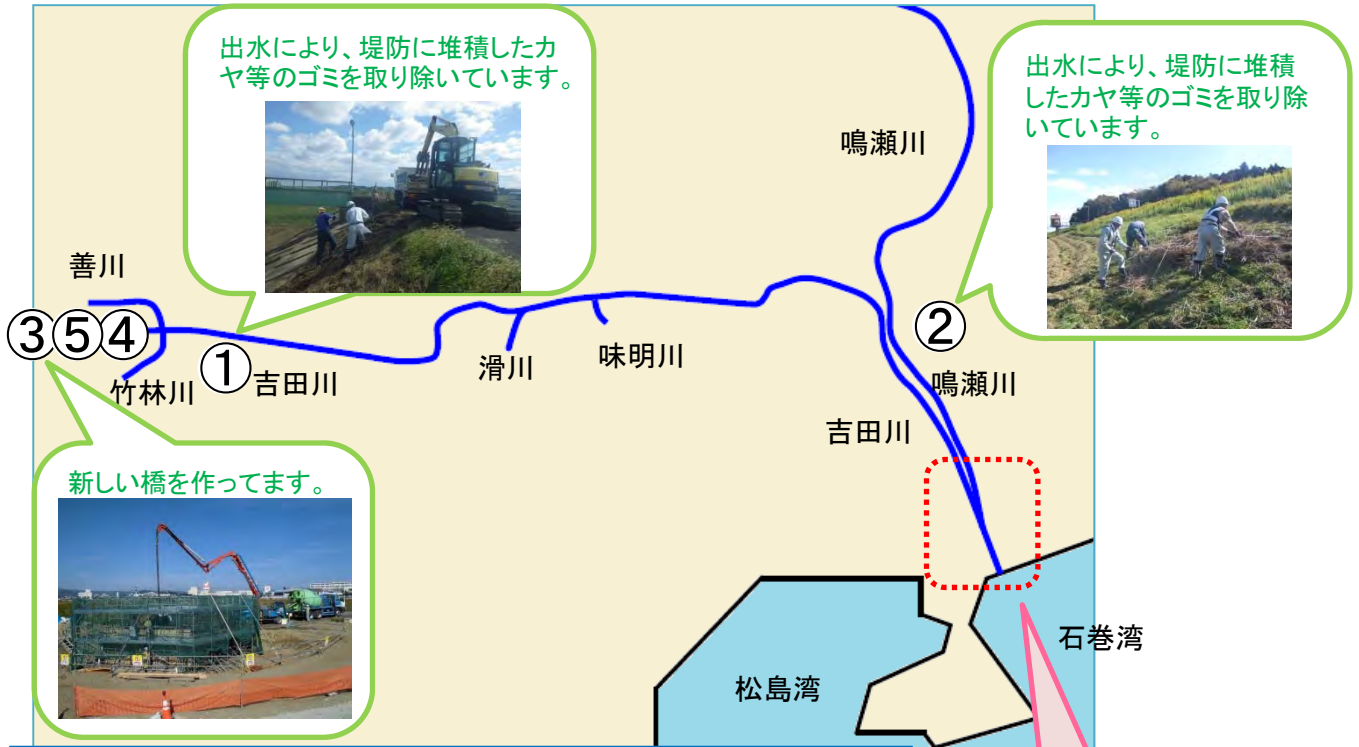 出水により、堤防に堆積したカ
ヤ等のゴミを取り除いています。
出水により、堤防に堆積
したカヤ等のゴミを取り除
いています。
鳴瀬川
善川
③⑤④
①
②
竹林川
吉田川
滑川
味明川
鳴瀬川
吉田川
新しい橋を作ってます。
石巻湾
松島湾